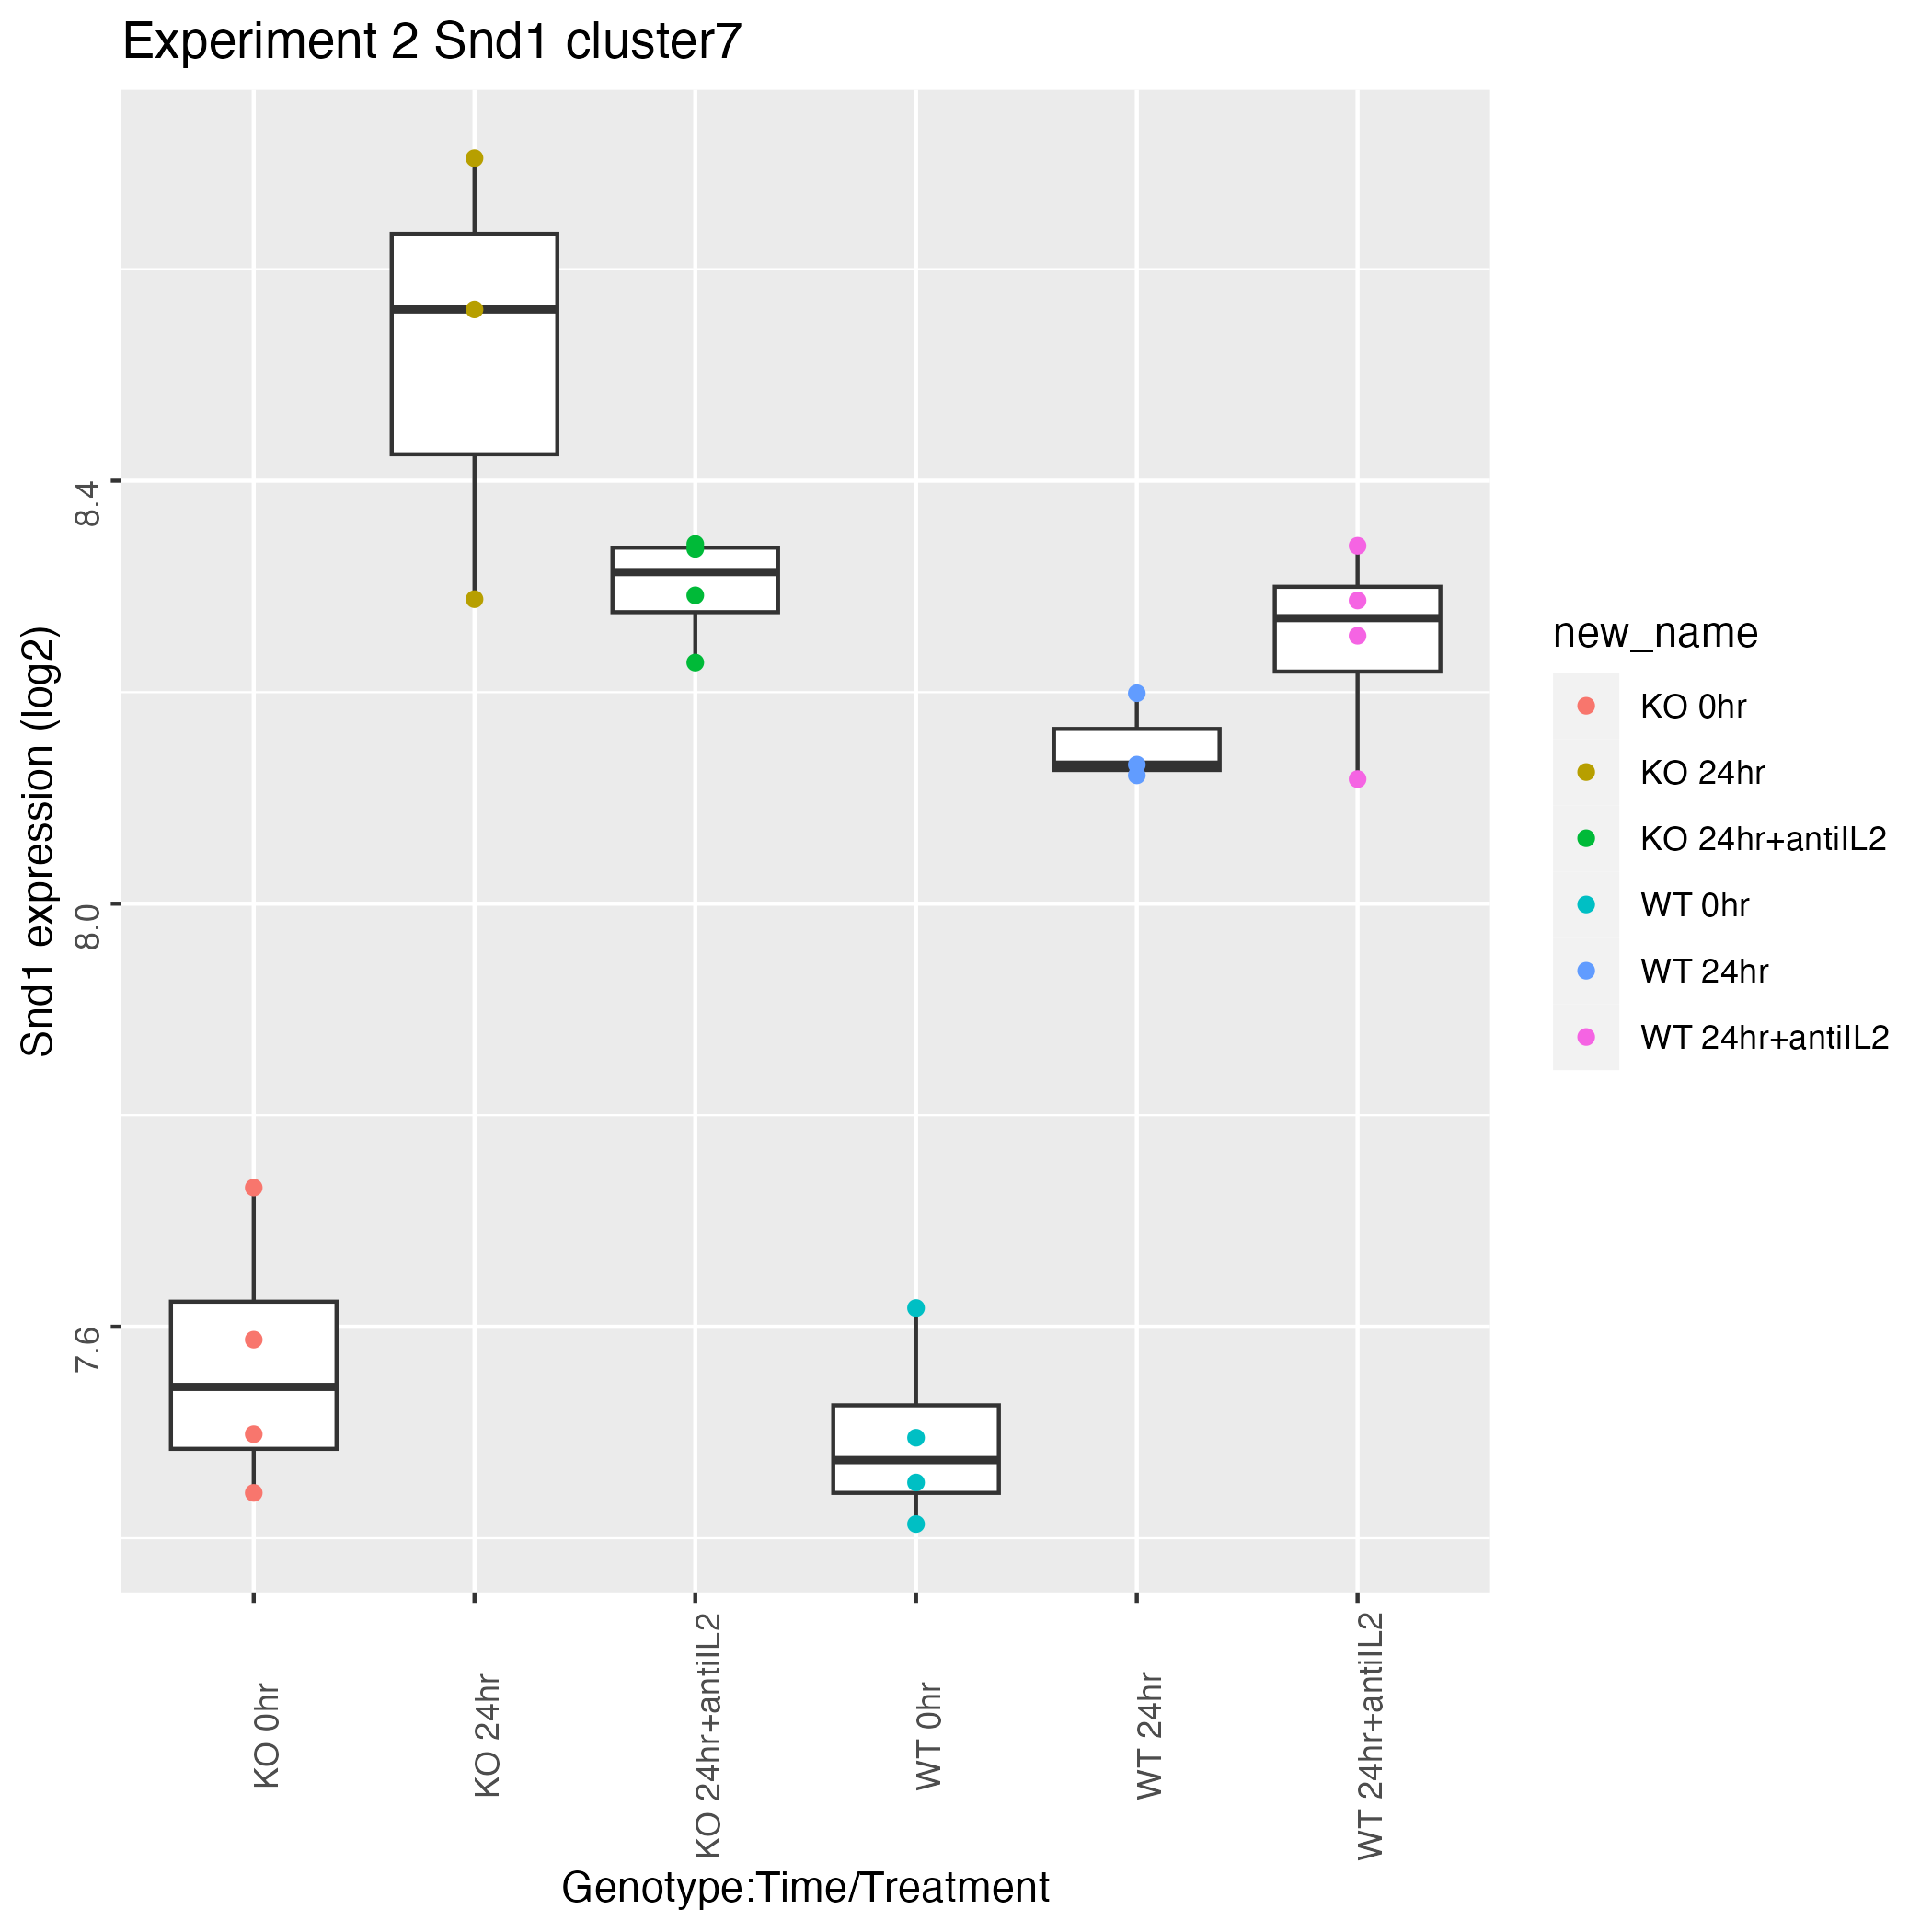 Experiment 2 Snd1 cluster7
Snd1 expression (log2)
8.4
8.0
7.6
KO 0hr
KO 24hr
KO 24hr+antiIL2
WT 0hr
WT 24hr
WT 24hr+antiIL2
Genotype:Time/Treatment
new_name
KO 0hr
KO 24hr
KO 24hr+antiIL2
WT 0hr
WT 24hr
WT 24hr+antiIL2